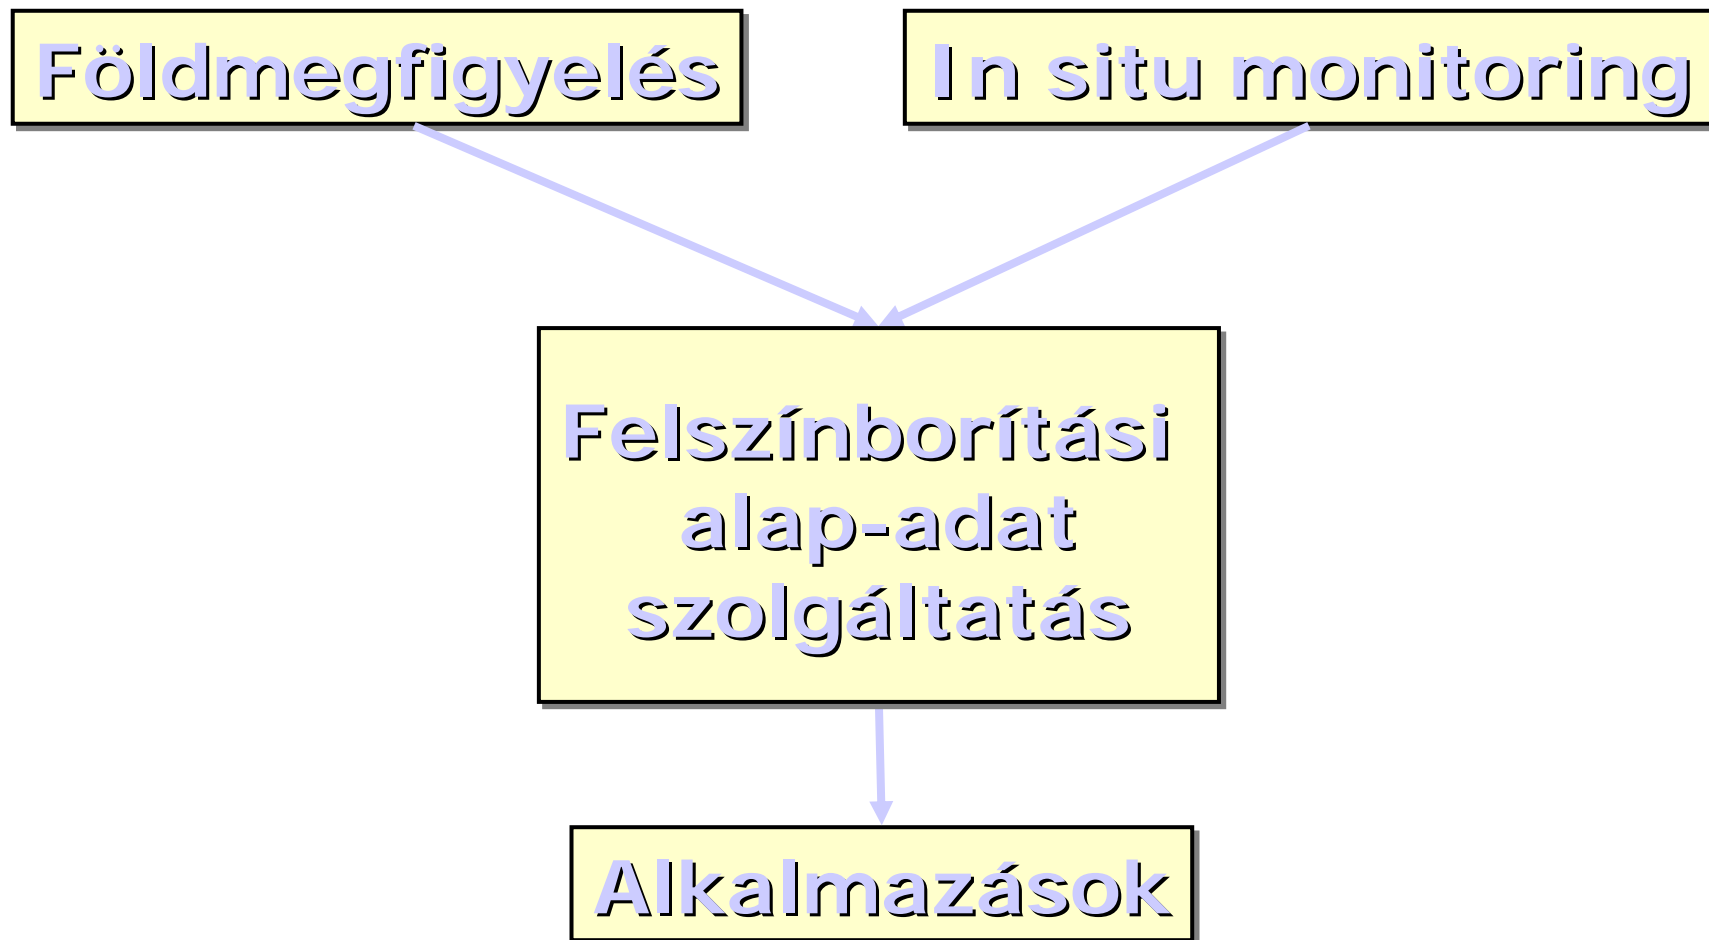 Földmegfigyelés
In situ monitoring
Felszínborítási
alap-adat
szolgáltatás
Alkalmazások